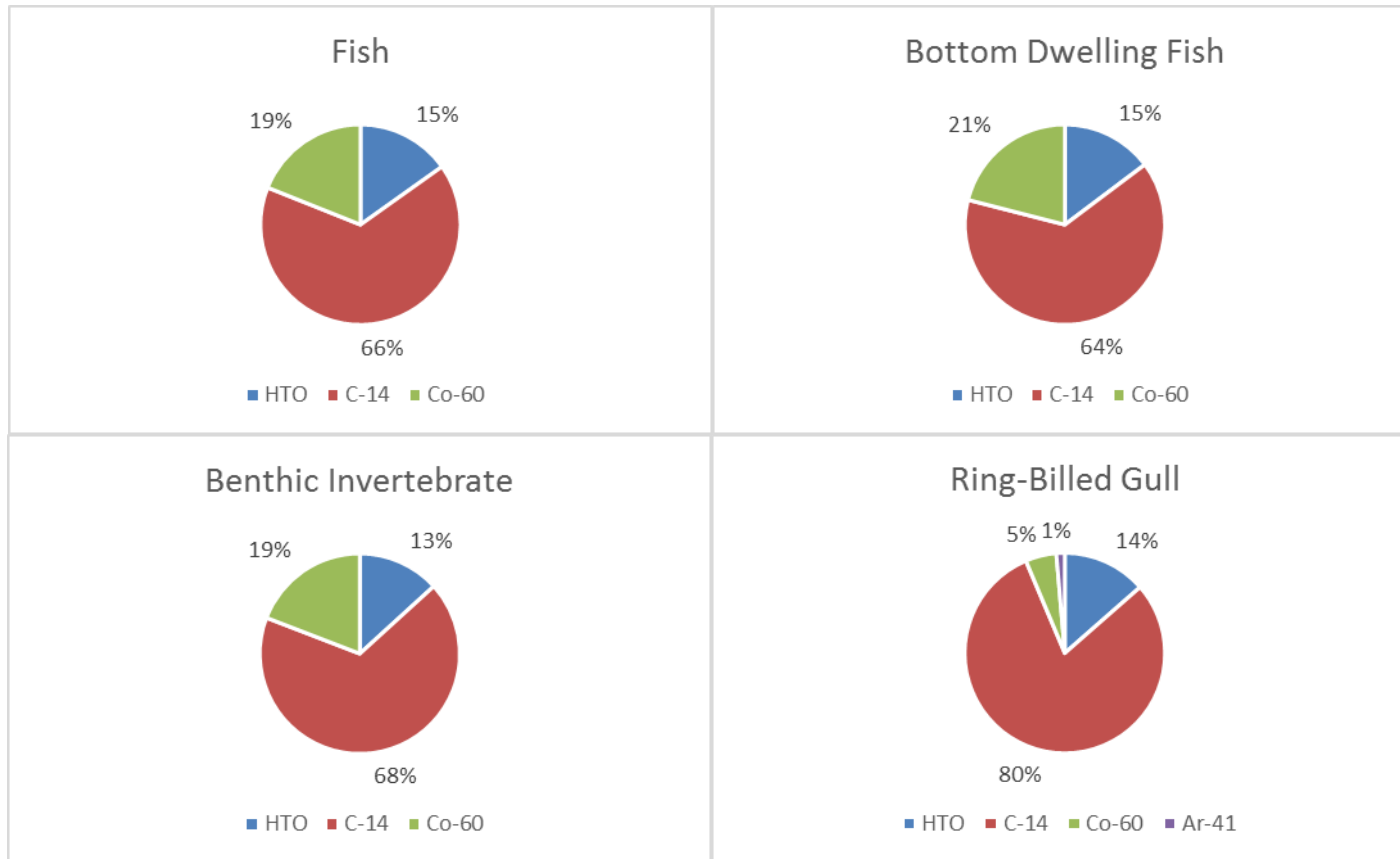 Fish
19%
15%
66%
HTO C-14 Co-60
Bottom Dwelling Fish
21%
15%
64%
HTO C-14 Co-60
Benthic Invertebrate
19%
13%
68%
HTO C-14 Co-60
Ring-Billed Gull
5% 1%
14%
80%
HTO C-14 Co-60 Ar-41